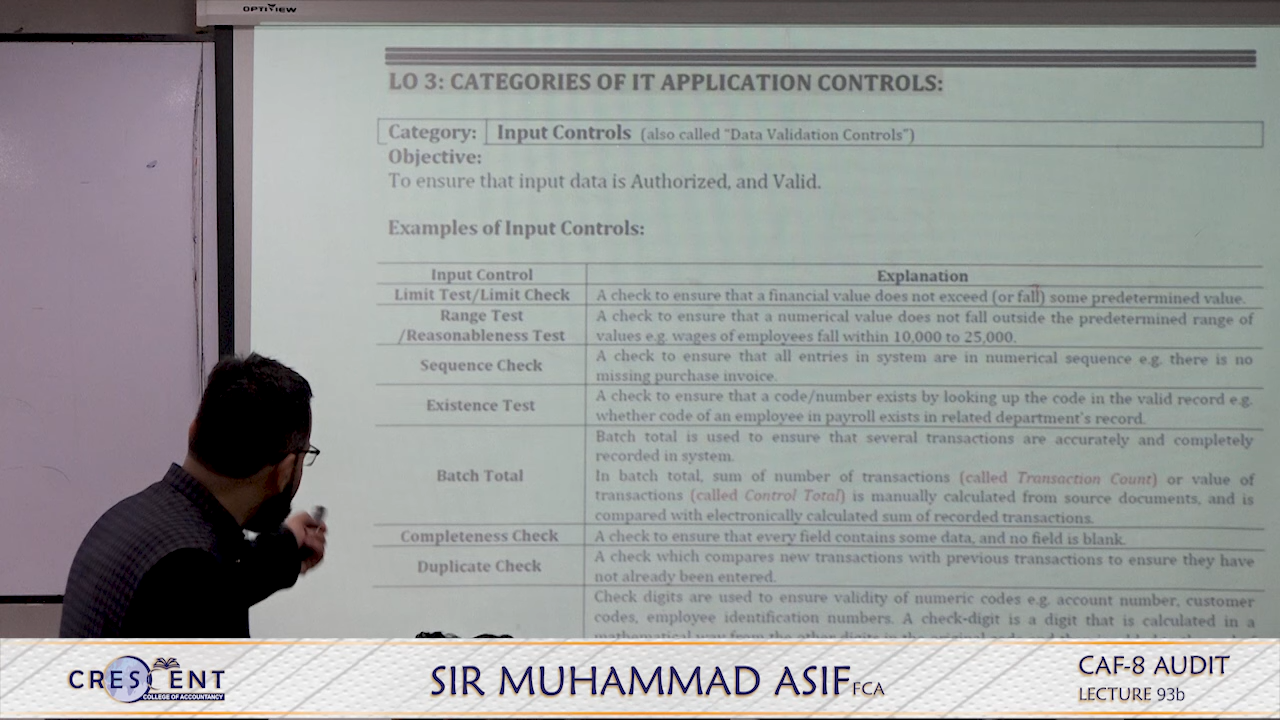 OPTIVIEW
LO 3: CATEGORIES OF IT APPLICATION CONTROLS:
Category: Input Controls (also called "Data Validation Controls")
Objective:
To ensure that input data is Authorized, and Valid.
Examples of Input Controls:
Input Control Explanation
Limit Test/Limit Check A check to ensure that a financial value does not exceed (or fall) some predetermined value.
Range Test /Reasonableness Test A check to ensure that a numerical value does not fall outside the predetermined range of
values e.g. wages of employees fall within 10,000 to 25,000.
Sequence Check A check to ensure that all entries in system are in numerical sequence e.g. there is no
missing purchase invoice.
Existence Test A check to ensure that a code/number exists by looking up the code in the valid record e.g.
whether code of an employee in payroll exists in related department's record.
Batch Total Batch total is used to ensure that several transactions are accurately and completely
recorded in system.
In batch total, sum of number of transactions (called Transaction Count) or value of
transactions (called Control Total) is manually calculated from source documents, and is
compared with electronically calculated sum of recorded transactions.
Completeness Check A check to ensure that every field contains some data, and no field is blank.
Duplicate Check A check which compares new transactions with previous transactions to ensure they have
not already been entered.
Check digits are used to ensure validity of numeric codes e.g. account number, customer
codes, employee identification numbers. A check-digit is a digit that is calculated in a
CRESCENT
COLLEGE OF ACCOUNTANCY
SIR MUHAMMAD ASIF FCA
CAF-8 AUDIT
LECTURE 93b